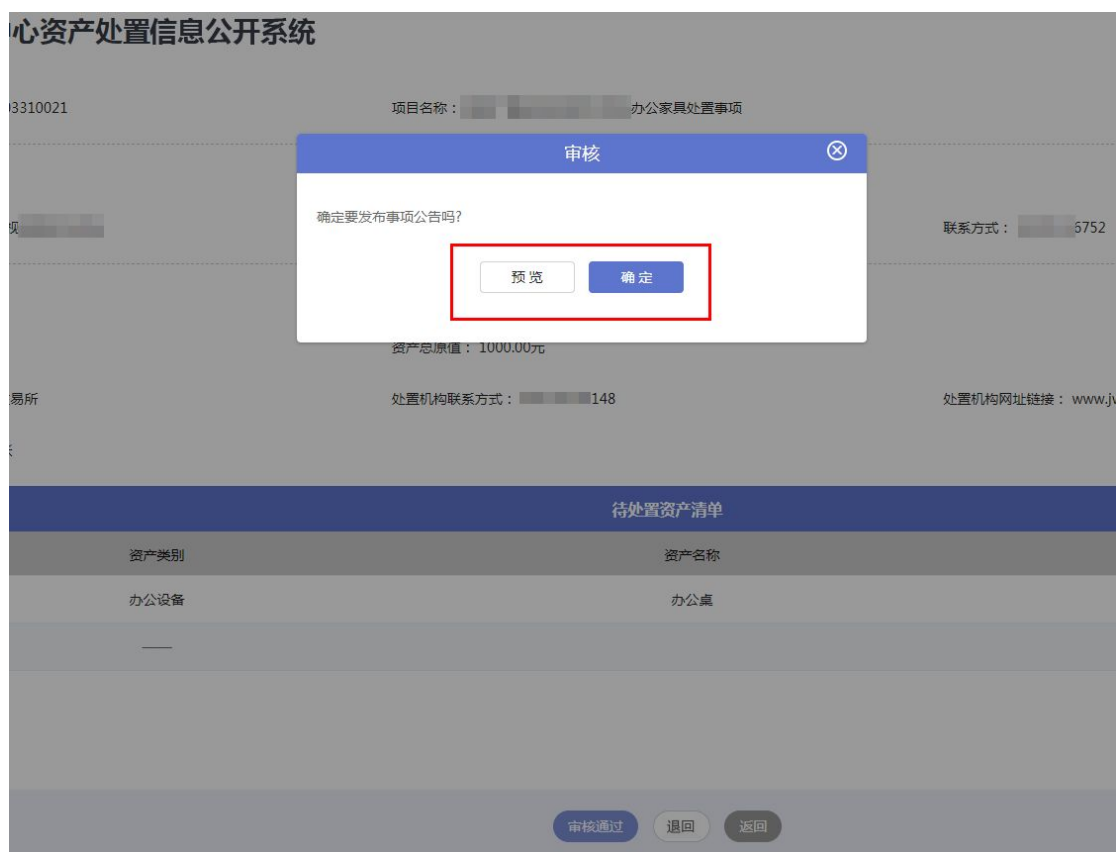 心资产处置信息公开系统
03310021 项目名称： 办公家具处置事项
审核
确定要发布事项公告吗?
联系方式： 6752
预览 确定
资产总原值： 1000.00元
易所 处置机构联系方式： 148 处置机构网址链接： www.jv
待处置资产清单
资产类别 资产名称
办公设备 办公桌
——
审核通过 退回 返回